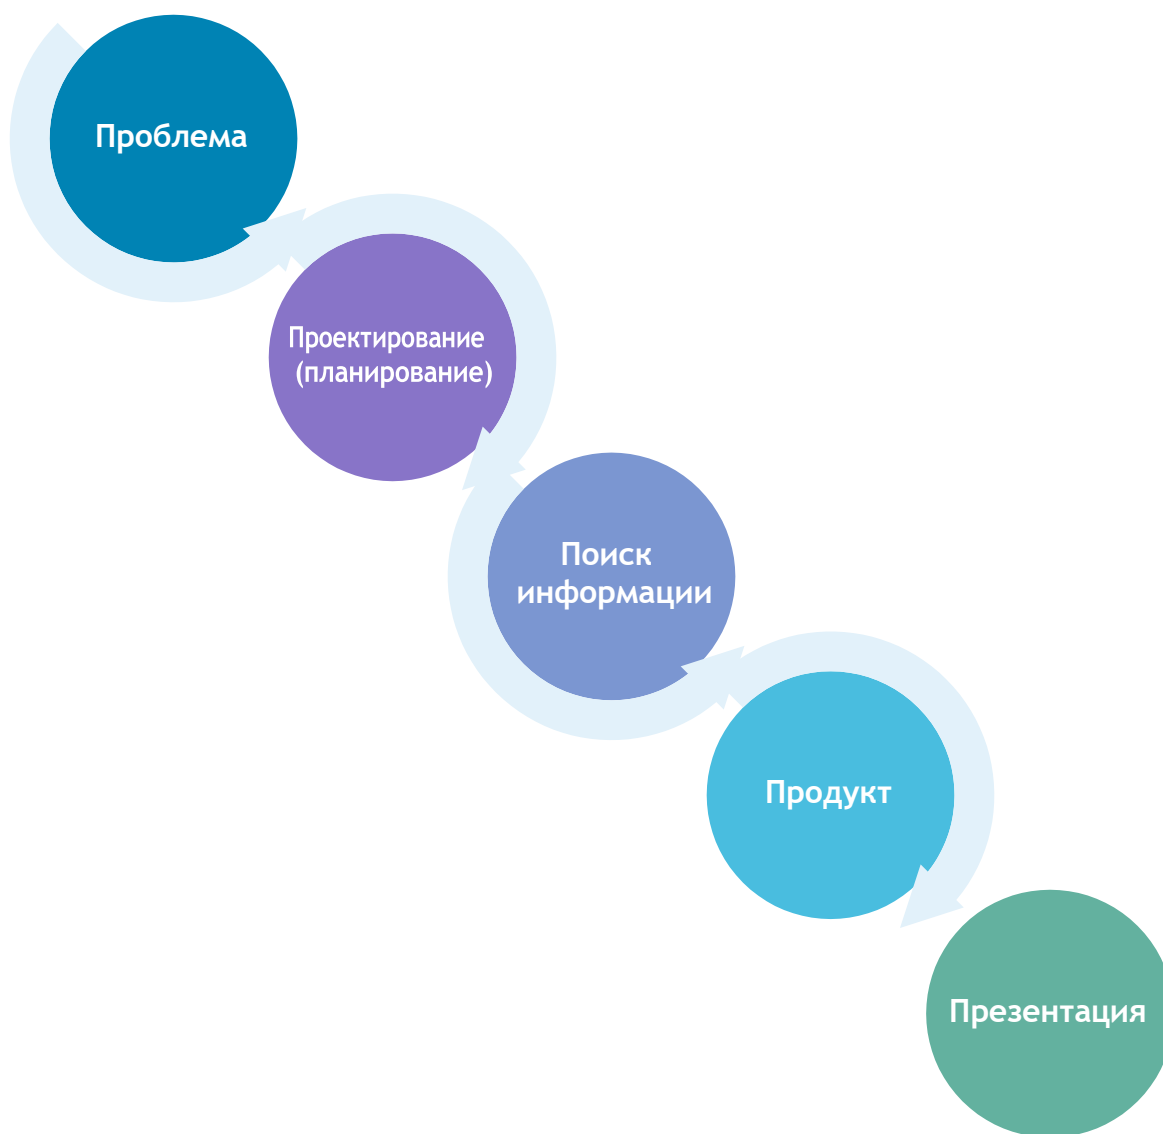 Проблема
Проектирование
(планирование)
Поиск
информации
Продукт
Презентация